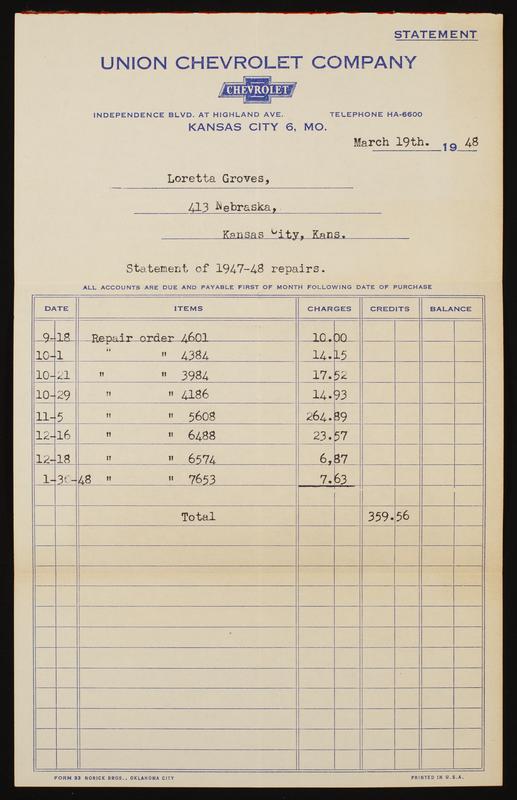 STATEMENT
UNION CHEVROLET COMPANY
CHEVROLET
INDEPENDENCE BLVD. AT HIGHLAND AVE. TELEPHONE HA-6600
KANSAS CITY 6, MO.
March 19th. 1948
Loretta Groves,
413 Nebraska,
Kansas City, Kans.
Statement of 1947-48 repairs.
ALL ACCOUNTS ARE DUE AND PAYABLE FIRST OF MONTH FOLLOWING DATE OF PURCHASE
DATE ITEMS CHARGES CREDITS BALANCE
9-18 Repair order 4601 10.00
10-1 " " 4384 14.15
10-21 " " 3984 17.52
10-29 " " 4186 14.93
11-5 " " 5608 264.89
12-16 " " 6488 23.57
12-18 " " 6574 6,87
1-30-48 " " 7653 7.63
Total 359.56
FORM 33 NORICK BROS., OKLAHOMA CITY PRINTED IN U.S.A.